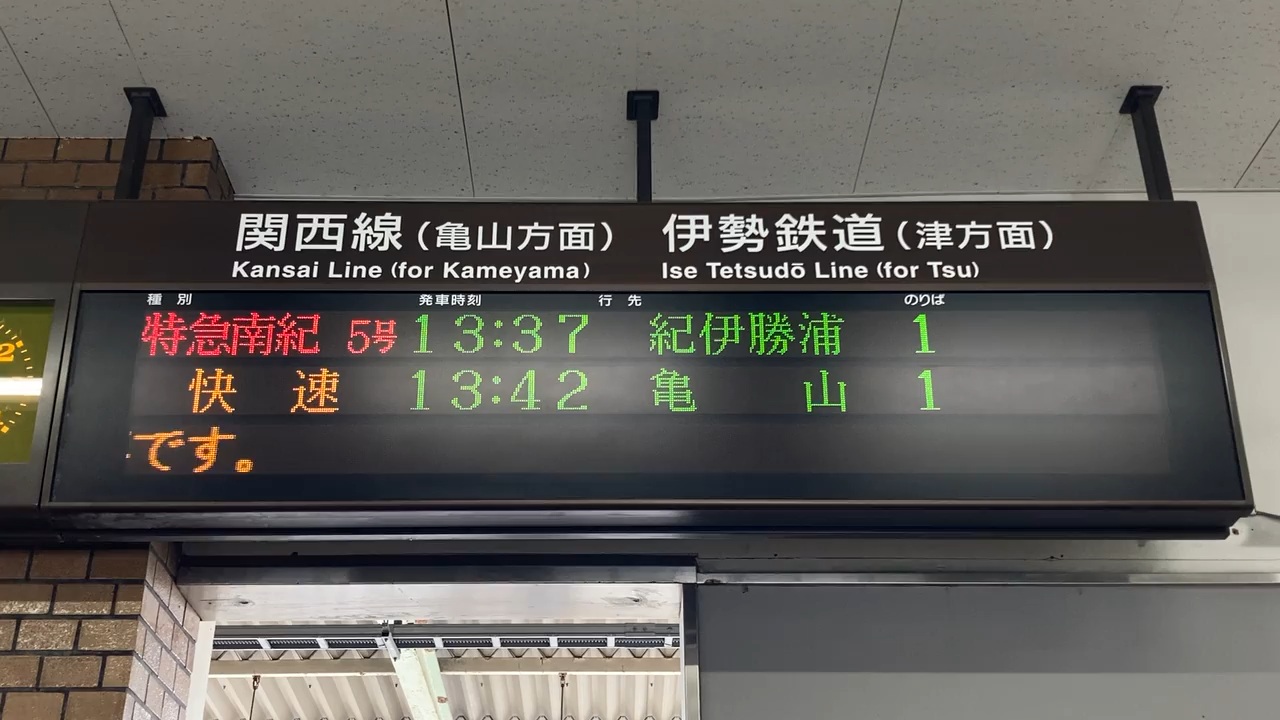 関西線（亀山方面） 伊勢鉄道（津方面）
Kansai Line (for Kameyama) Ise Tetsudō Line (for Tsu)
種別 発車時刻 行先 のりば
特急南紀 5号 13:37 紀伊勝浦 1
快速 13:42 亀山 1
です。
2